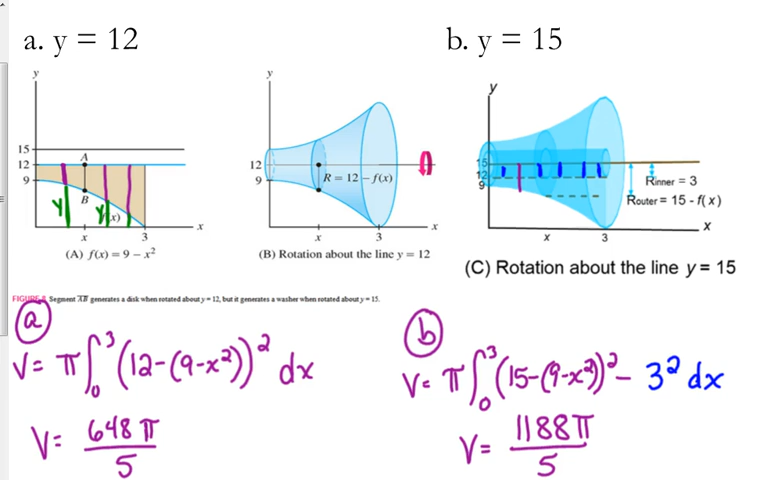 a. y = 12
b. y = 15
y
15
12
9
A
B
y
y
f(x)
x
3
x
(A) f(x) = 9 − x²
y
12
9
R = 12 − f(x)
x
3
x
(B) Rotation about the line y = 12
y
15
12
9
Rinner = 3
Router = 15 - f( x )
x
x
3
(C) Rotation about the line y = 15
FIGURE Segment AB generates a disk when rotated about y = 12, but it generates a washer when rotated about y = 15.
a
V = π∫₀³ (12-(9-x²))² dx
V = 648π/5
b
V = π∫₀³ (15-(9-x²))² - 3² dx
V = 1188π/5